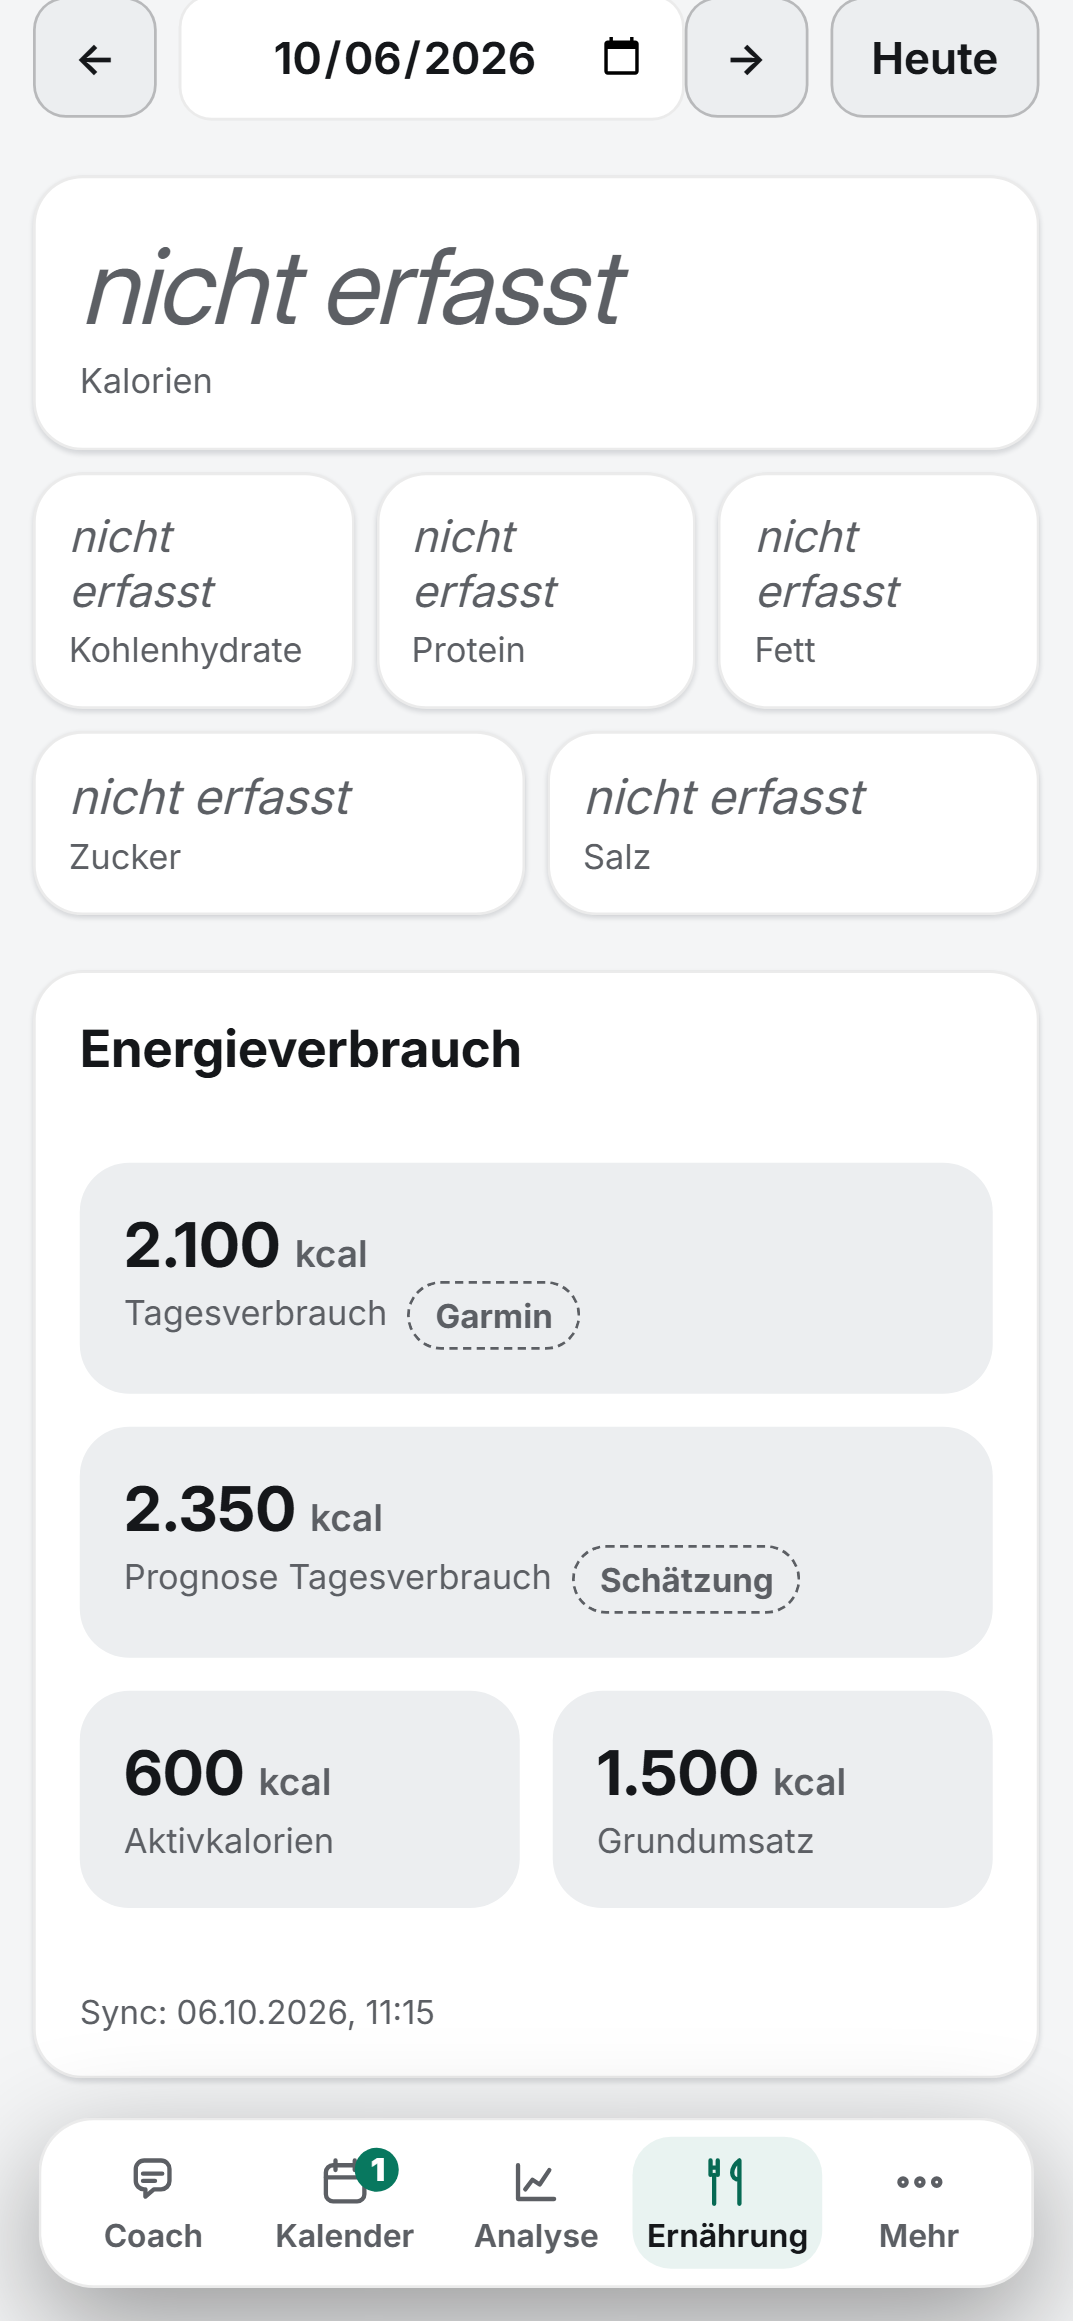 ← 10/06/2026 → Heute
nicht erfasst
Kalorien
nicht
erfasst
Kohlenhydrate
nicht
erfasst
Protein
nicht
erfasst
Fett
nicht erfasst
Zucker
nicht erfasst
Salz
Energieverbrauch
2.100 kcal
Tagesverbrauch Garmin
2.350 kcal
Prognose Tagesverbrauch Schätzung
600 kcal
Aktivkalorien
1.500 kcal
Grundumsatz
Sync: 06.10.2026, 11:15
Coach
1
Kalender
Analyse
Ernährung
Mehr